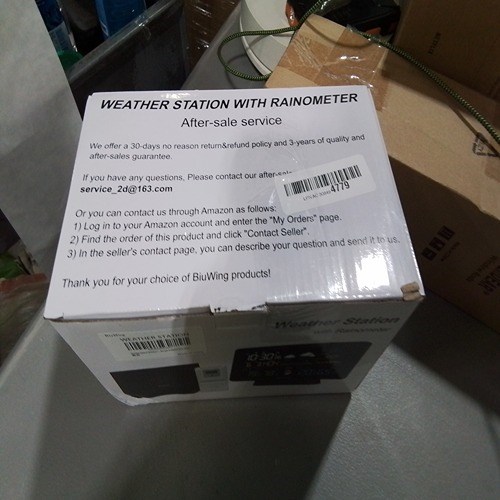 WEATHER STATION WITH RAINOMETER
After-sale service
We offer a 30-days no reason return&refund policy and 3-years of quality and
after-sales guarantee.
If you have any questions, Please contact our after-sale
service_2d@163.com
4779
Or you can contact us through Amazon as follows:
1) Log in to your Amazon account and enter the "My Orders" page.
2) Find the order of this product and click "Contact Seller".
3) In the seller's contact page, you can describe your question and send it to us.
Thank you for your choice of BiuWing products!
WEATHER STATION
Weather Station
10:30